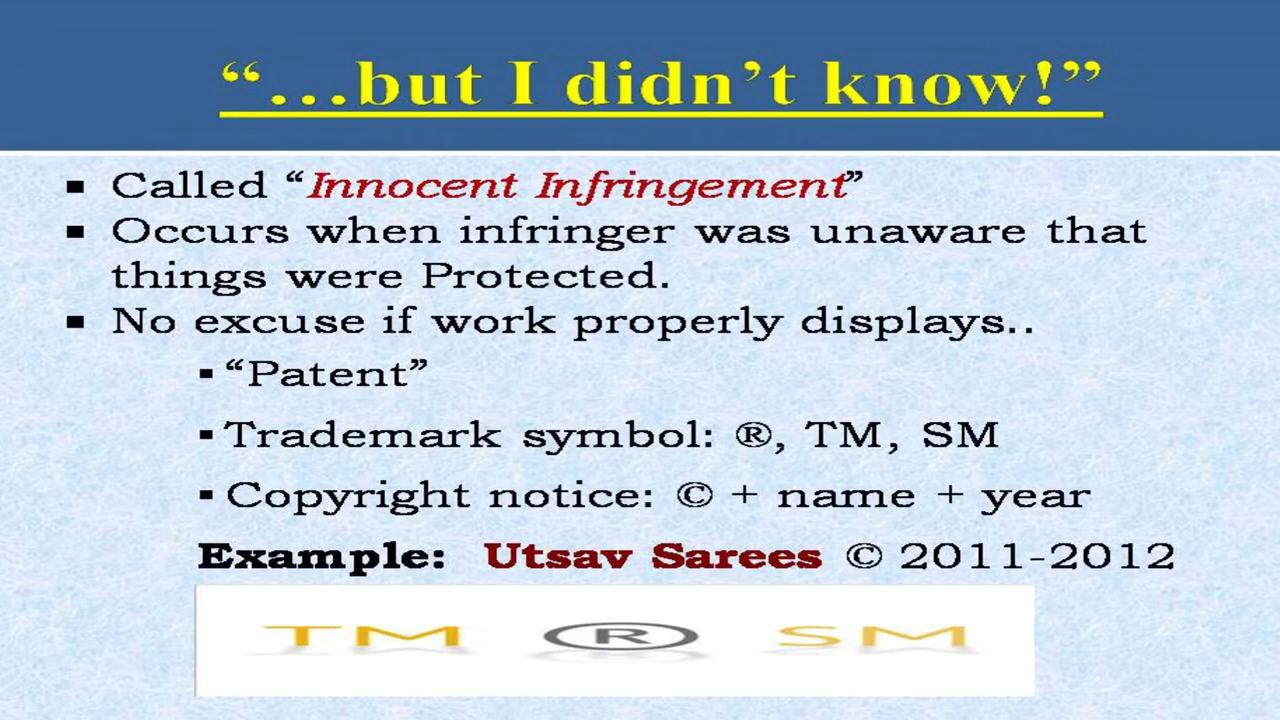 “...but I didn’t know!”
▪ Called “Innocent Infringement”
▪ Occurs when infringer was unaware that
things were Protected.
▪ No excuse if work properly displays..
▪ “Patent”
▪ Trademark symbol: ®, TM, SM
▪ Copyright notice: © + name + year
Example: Utsav Sarees © 2011-2012
TM ® SM